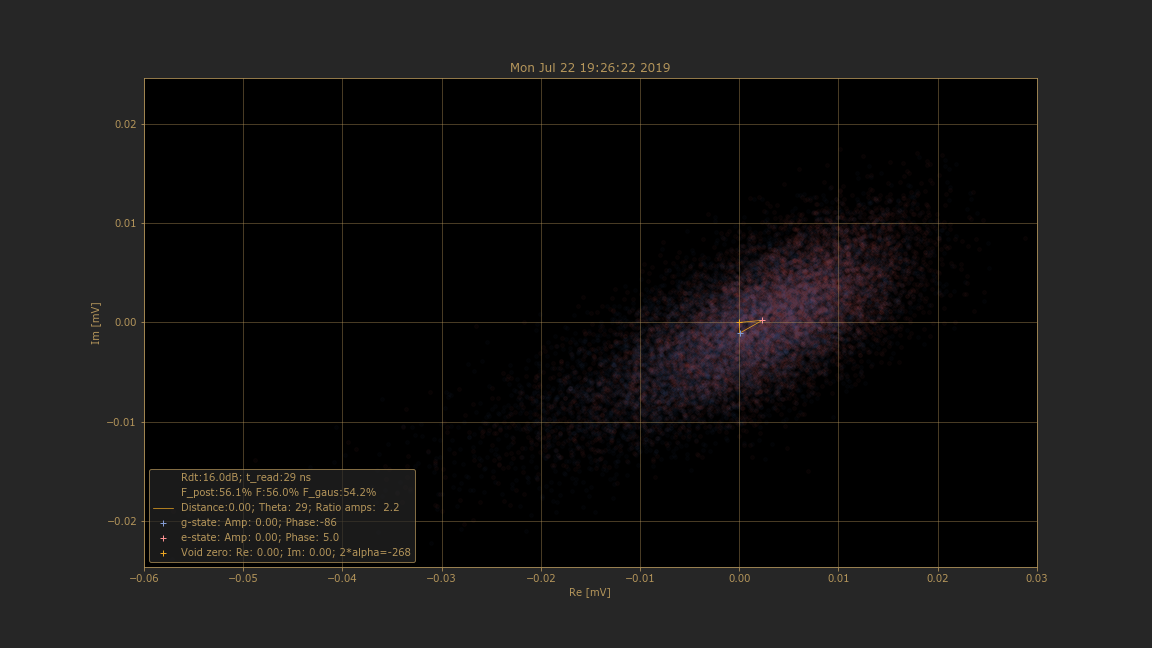 Mon Jul 22 19:26:22 2019
0.02
0.01
0.00
−0.01
−0.02
Im [mV]
Rdt:16.0dB; t_read:29 ns
F_post:56.1% F:56.0% F_gaus:54.2%
Distance:0.00; Theta: 29; Ratio amps:  2.2
g-state: Amp: 0.00; Phase:-86
e-state: Amp: 0.00; Phase: 5.0
Void zero: Re: 0.00; Im: 0.00; 2*alpha=-268
−0.06 −0.05 −0.04 −0.03 −0.02 −0.01 0.00 0.01 0.02 0.03
Re [mV]